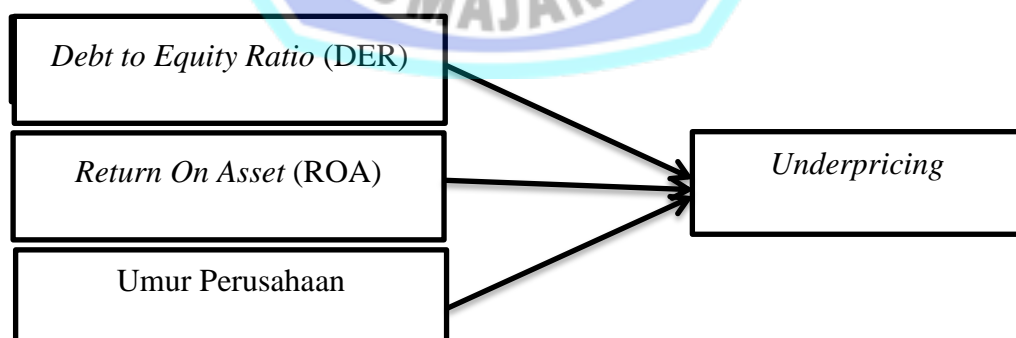 Debt to Equity Ratio (DER)
Return On Asset (ROA)
Underpricing
Umur Perusahaan